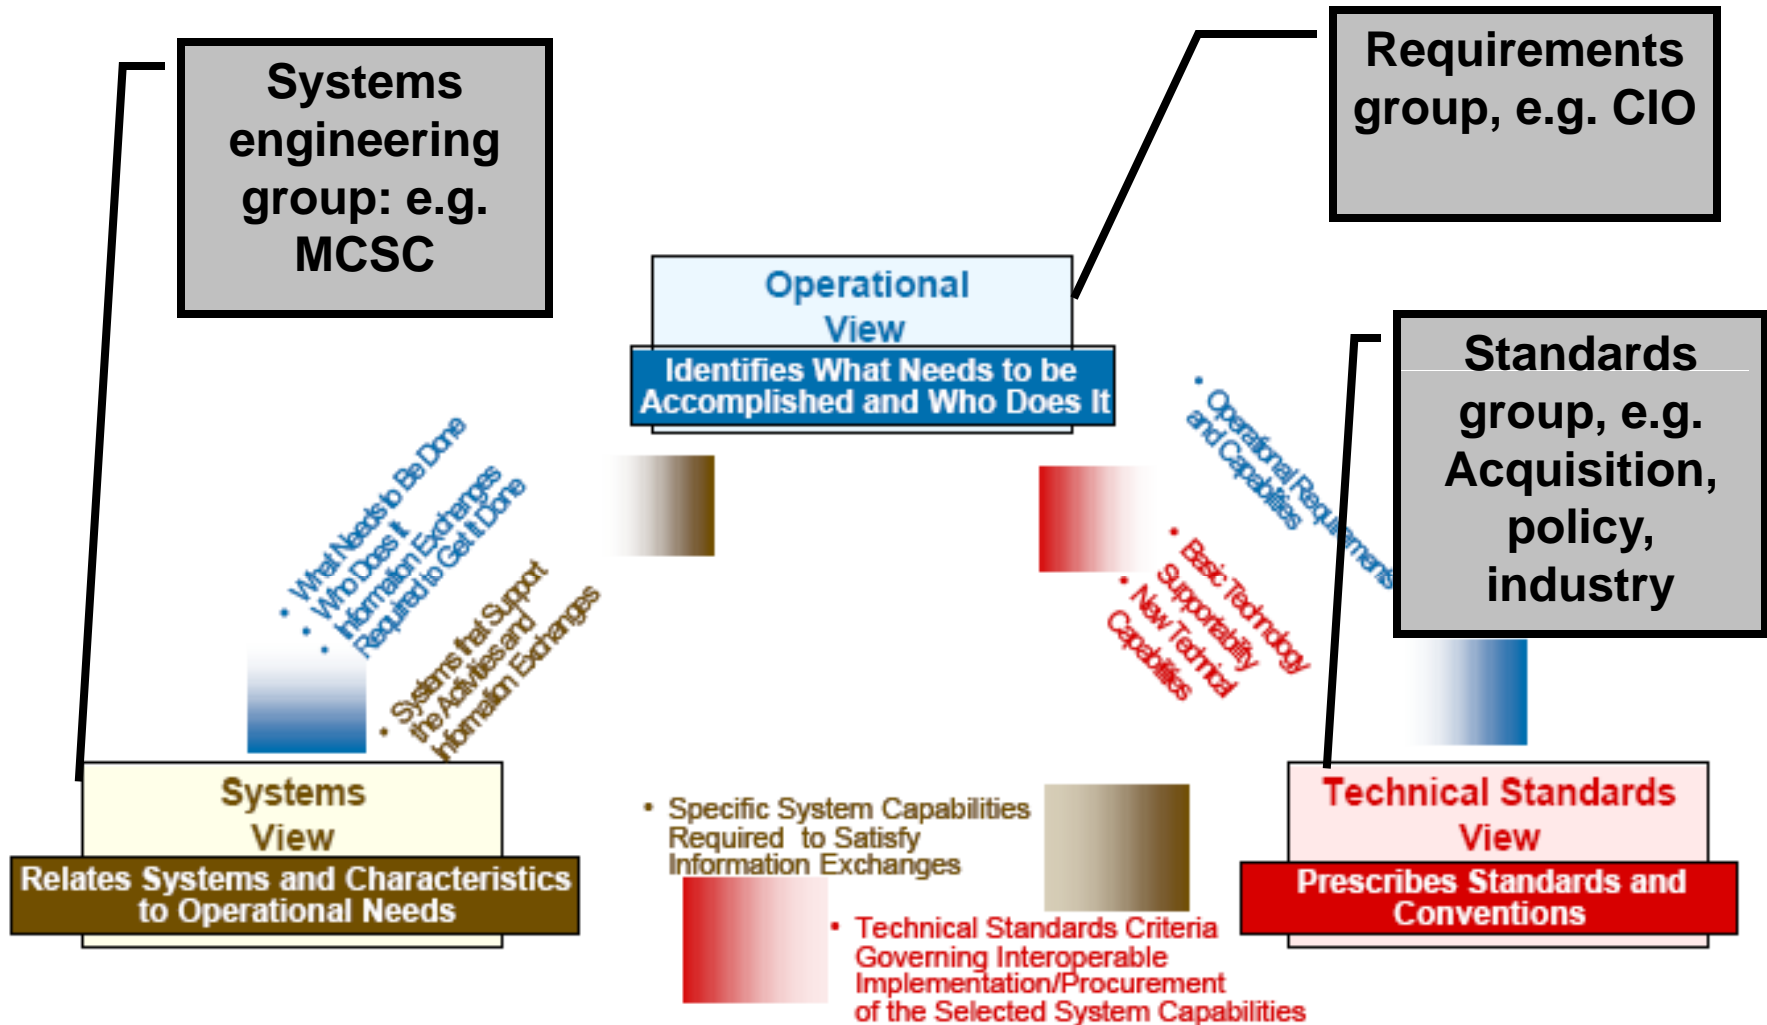 Systems
engineering
group: e.g.
MCSC
Requirements
group, e.g. CIO
Operational
View
Identifies What Needs to be
Accomplished and Who Does It
Standards
group, e.g.
Acquisition,
policy,
industry
• What Needs to Be Done
• Who Does It
• Information Exchanges
Required to Get It Done
• Systems that Support
the Activities and
Information Exchanges
• Operational Requirements
and Capabilities
• Basic Technology
Supportability
• New Technical
Capabilities
Systems
View
Relates Systems and Characteristics
to Operational Needs
• Specific System Capabilities
Required to Satisfy
Information Exchanges
• Technical Standards Criteria
Governing Interoperable
Implementation/Procurement
of the Selected System Capabilities
Technical Standards
View
Prescribes Standards and
Conventions